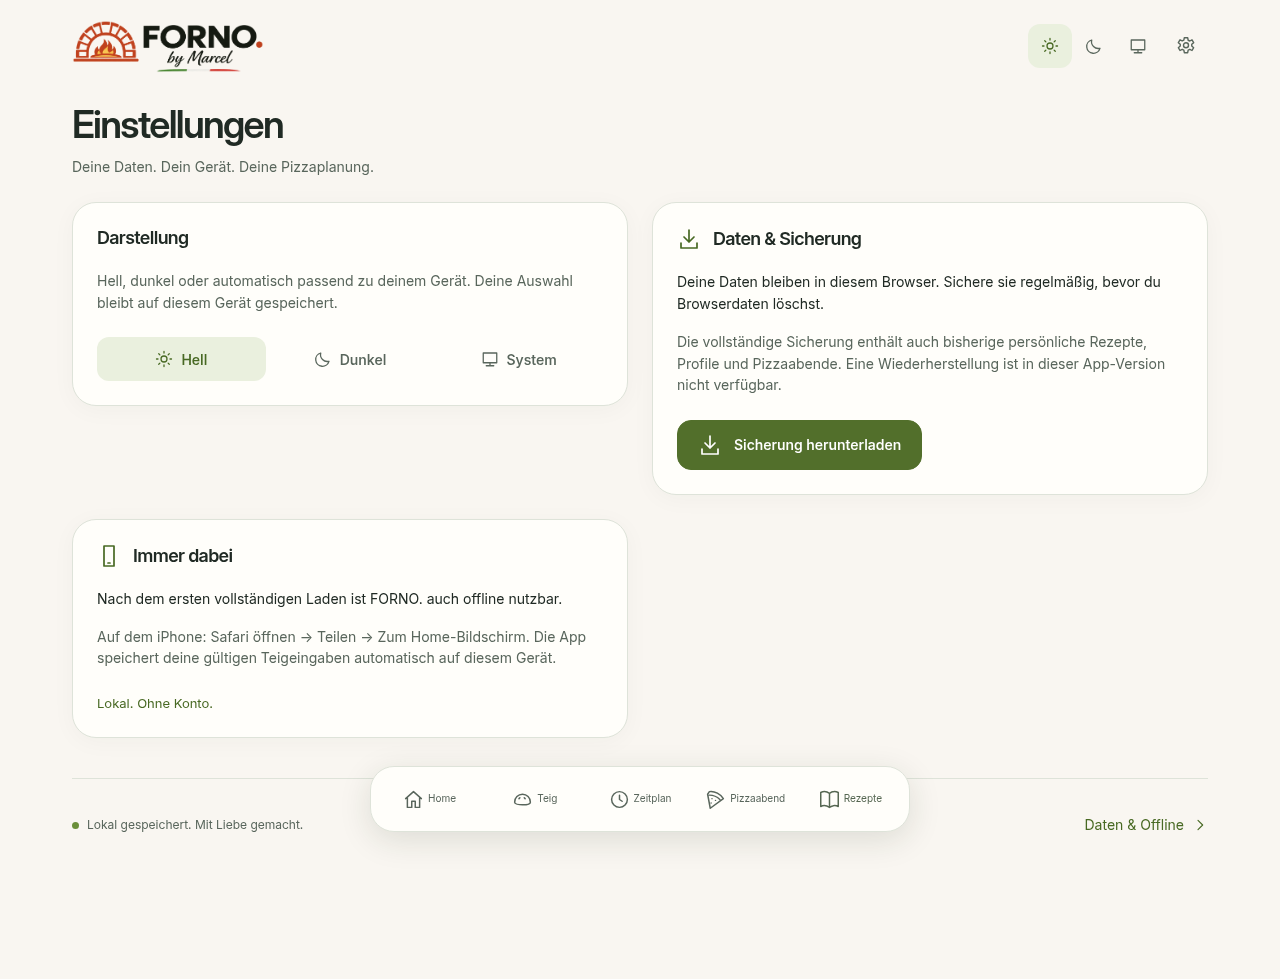 FORNO.
by Marcel
Einstellungen
Deine Daten. Dein Gerät. Deine Pizzaplanung.
Darstellung
Hell, dunkel oder automatisch passend zu deinem Gerät. Deine Auswahl
bleibt auf diesem Gerät gespeichert.
Hell
Dunkel
System
Daten & Sicherung
Deine Daten bleiben in diesem Browser. Sichere sie regelmäßig, bevor du
Browserdaten löschst.
Die vollständige Sicherung enthält auch bisherige persönliche Rezepte,
Profile und Pizzaabende. Eine Wiederherstellung ist in dieser App-Version
nicht verfügbar.
Sicherung herunterladen
Immer dabei
Nach dem ersten vollständigen Laden ist FORNO. auch offline nutzbar.
Auf dem iPhone: Safari öffnen → Teilen → Zum Home-Bildschirm. Die App
speichert deine gültigen Teigeingaben automatisch auf diesem Gerät.
Lokal. Ohne Konto.
Home
Teig
Zeitplan
Pizzaabend
Rezepte
Lokal gespeichert. Mit Liebe gemacht.
Daten & Offline